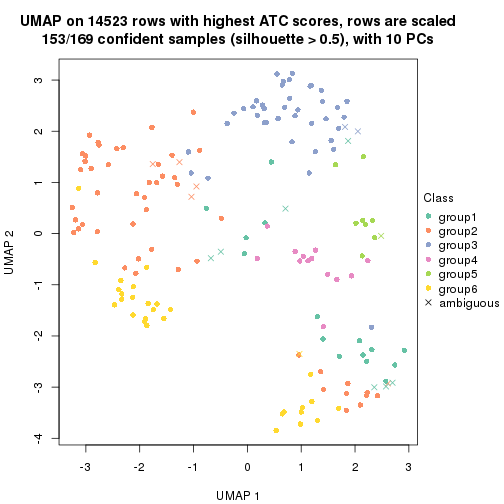 UMAP on 14523 rows with highest ATC scores, rows are scaled
153/169 confident samples (silhouette > 0.5), with 10 PCs
3
2
1
0
-1
-2
-3
-4
UMAP 2
-3
-2
-1
0
1
2
3
UMAP 1
Class
group1
group2
group3
group4
group5
group6
ambiguous